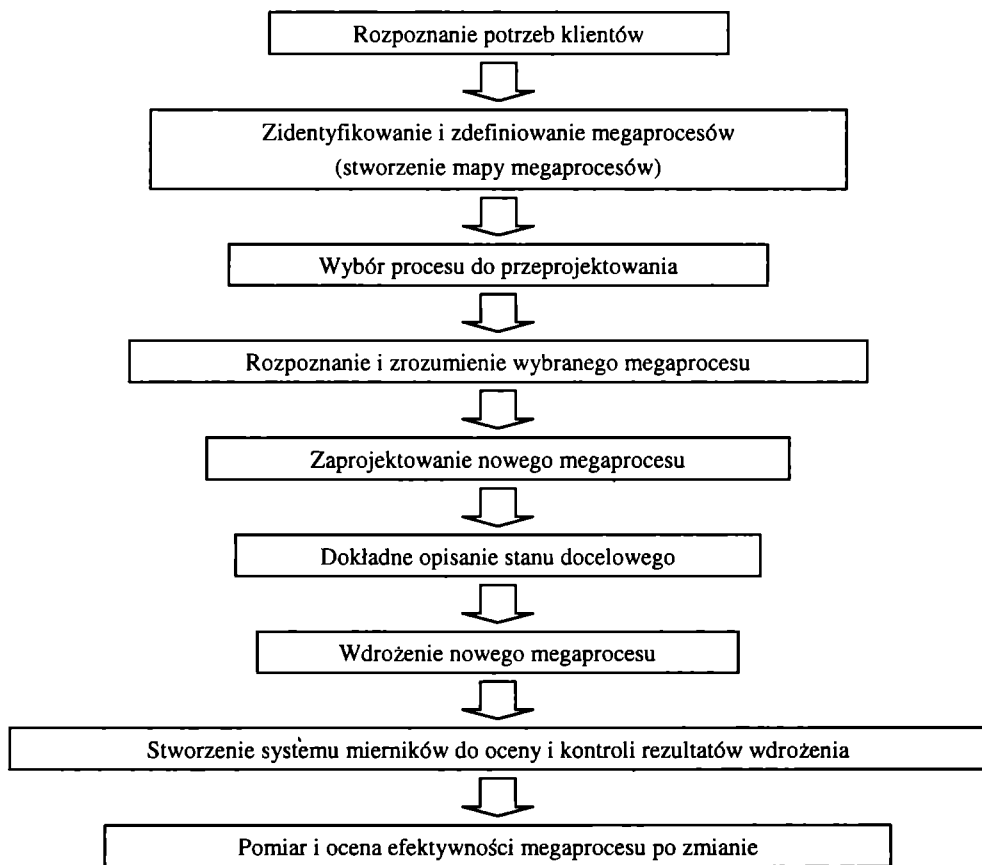 Rozpoznanie potrzeb klientów
Zidentyfikowanie i zdefiniowanie megaprocesów
(stworzenie mapy megaprocesów)
Wybór procesu do przeprojektowania
Rozpoznanie i zrozumienie wybranego megaprocesu
Zaprojektowanie nowego megaprocesu
Dokładne opisanie stanu docelowego
Wdrożenie nowego megaprocesu
Stworzenie systemu mierników do oceny i kontroli rezultatów wdrożenia
Pomiar i ocena efektywności megaprocesu po zmianie